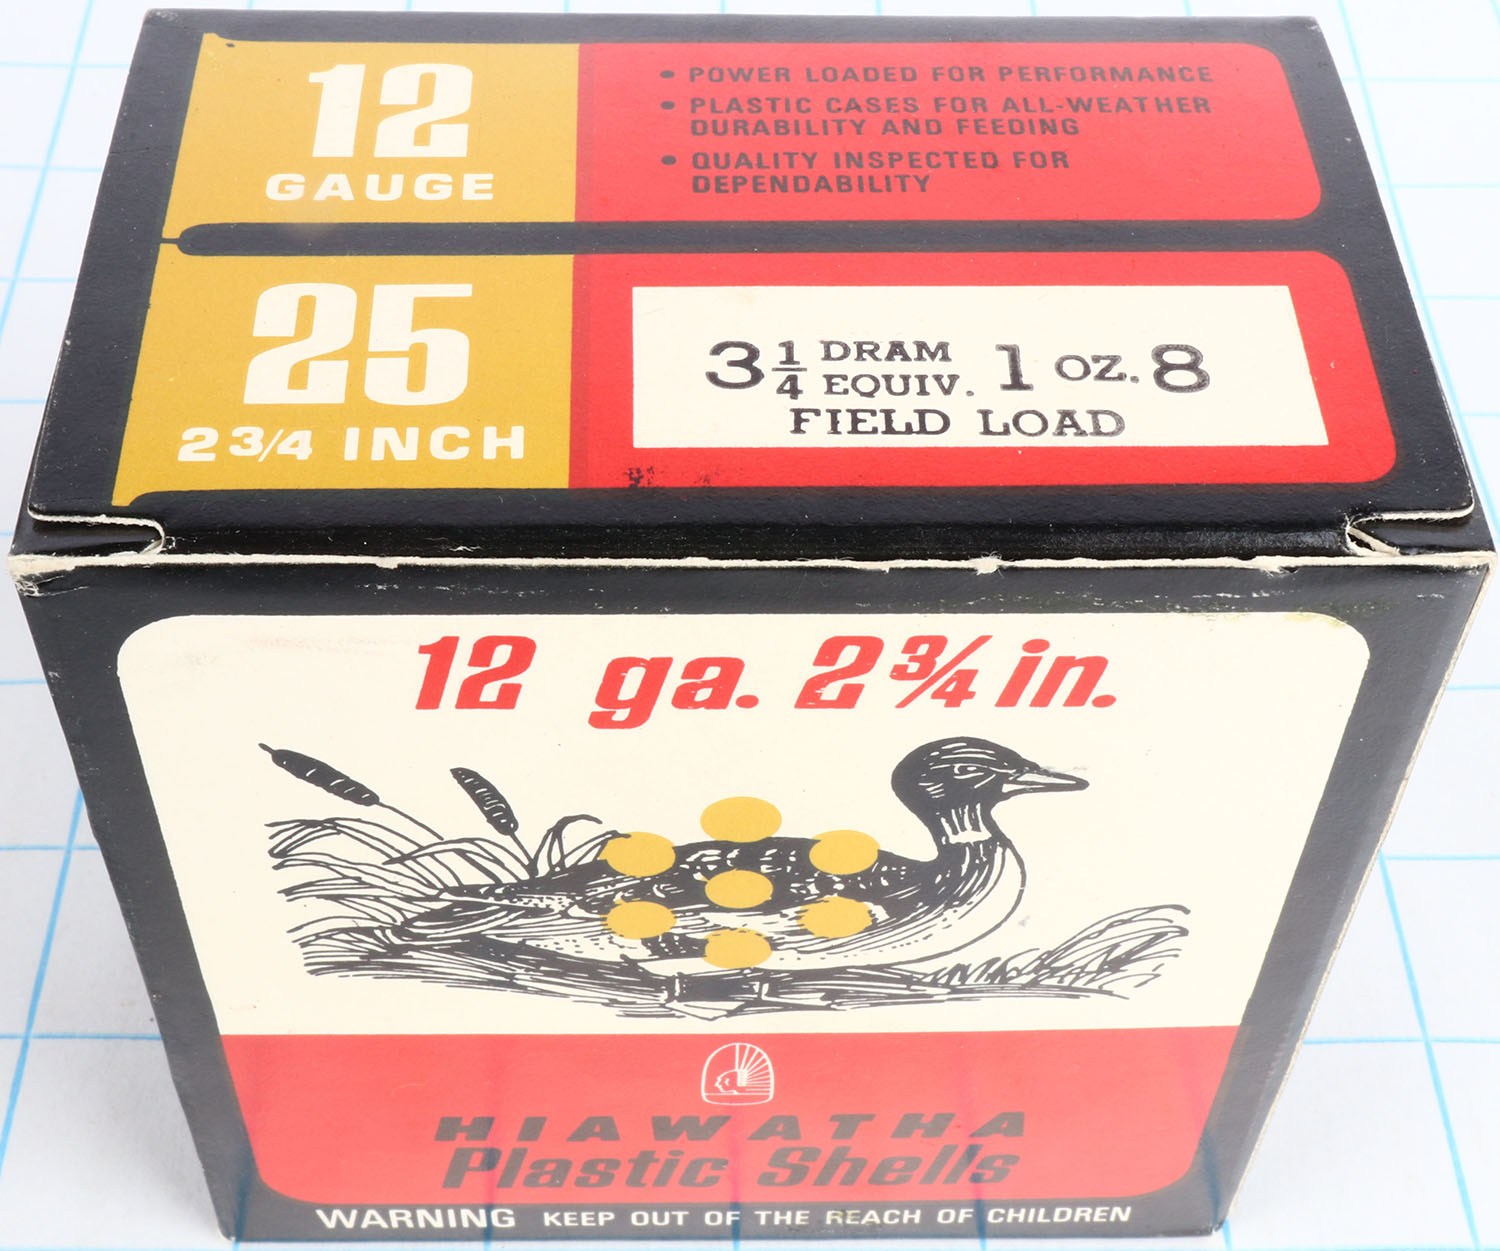 12
GAUGE
• POWER LOADED FOR PERFORMANCE
• PLASTIC CASES FOR ALL-WEATHER
DURABILITY AND FEEDING
• QUALITY INSPECTED FOR
DEPENDABILITY
25
2 3/4 INCH
3 1/4 DRAM EQUIV. 1 OZ. 8
FIELD LOAD
12 ga. 2 3/4 in.
HIAWATHA
Plastic Shells
WARNING KEEP OUT OF THE REACH OF CHILDREN